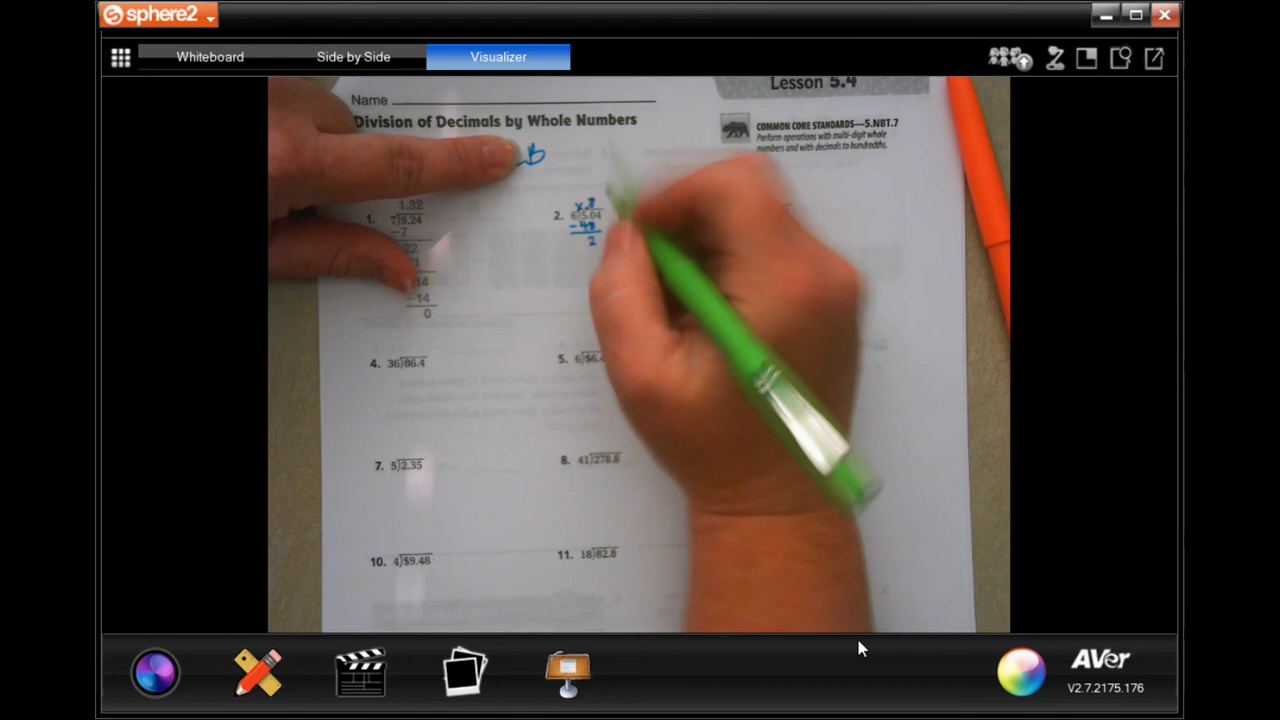 sphere2
Whiteboard Side by Side Visualizer
Lesson 5.4
Name
Division of Decimals by Whole Numbers
COMMON CORE STANDARDS—5.NBT.7
Perform operations with multi-digit whole
numbers and with decimals to hundredths.
B
1.32
1. 7)9.24
−7
22
14
−14
0
x.8
2. 6)5.04
−48
2
4. 36)86.4
5. 6)$6.
7. 5)2.35
8. 41)278.8
10. 4)$9.48
11. 18)82.8
AVer
V2.7.2175.176